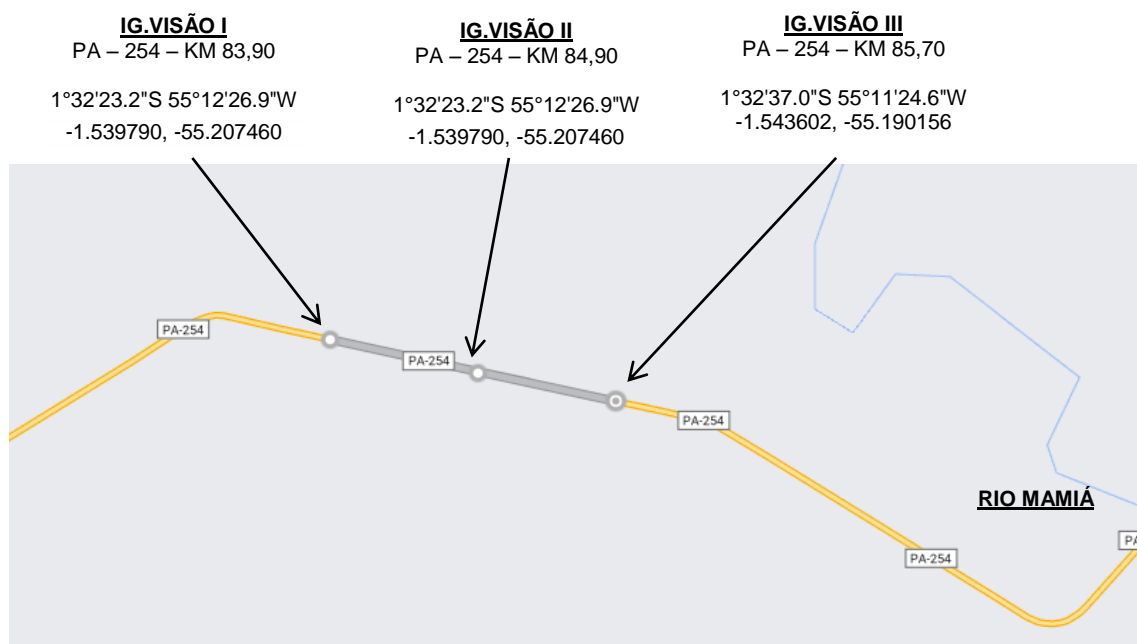 IG.VISÃO I
PA – 254 – KM 83,90
1°32'23.2"S 55°12'26.9"W
-1.539790, -55.207460
IG.VISÃO II
PA – 254 – KM 84,90
1°32'23.2"S 55°12'26.9"W
-1.539790, -55.207460
IG.VISÃO III
PA – 254 – KM 85,70
1°32'37.0"S 55°11'24.6"W
-1.543602, -55.190156
PA-254
PA-254
PA-254
RIO MAMIÁ
PA
PA-254